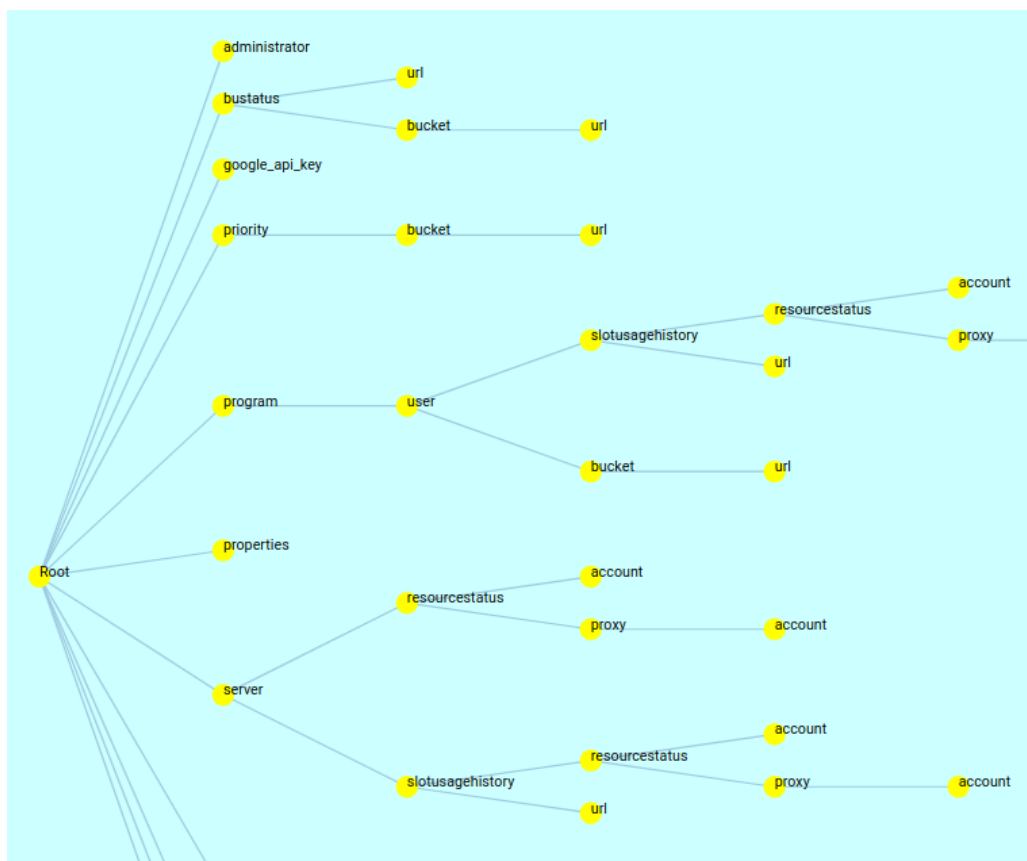 administrator
url
bustatus
bucket
url
google_api_key
priority
bucket
url
account
resourcestatus
slotusagehistory
proxy
url
program
user
bucket
url
properties
Root
account
resourcestatus
proxy
account
server
account
resourcestatus
slotusagehistory
proxy
account
url